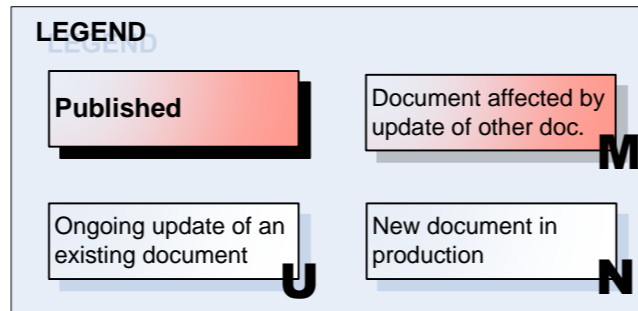 LEGEND
Published
Document affected by
update of other doc.
M
Ongoing update of an
existing document
U
New document in
production
N